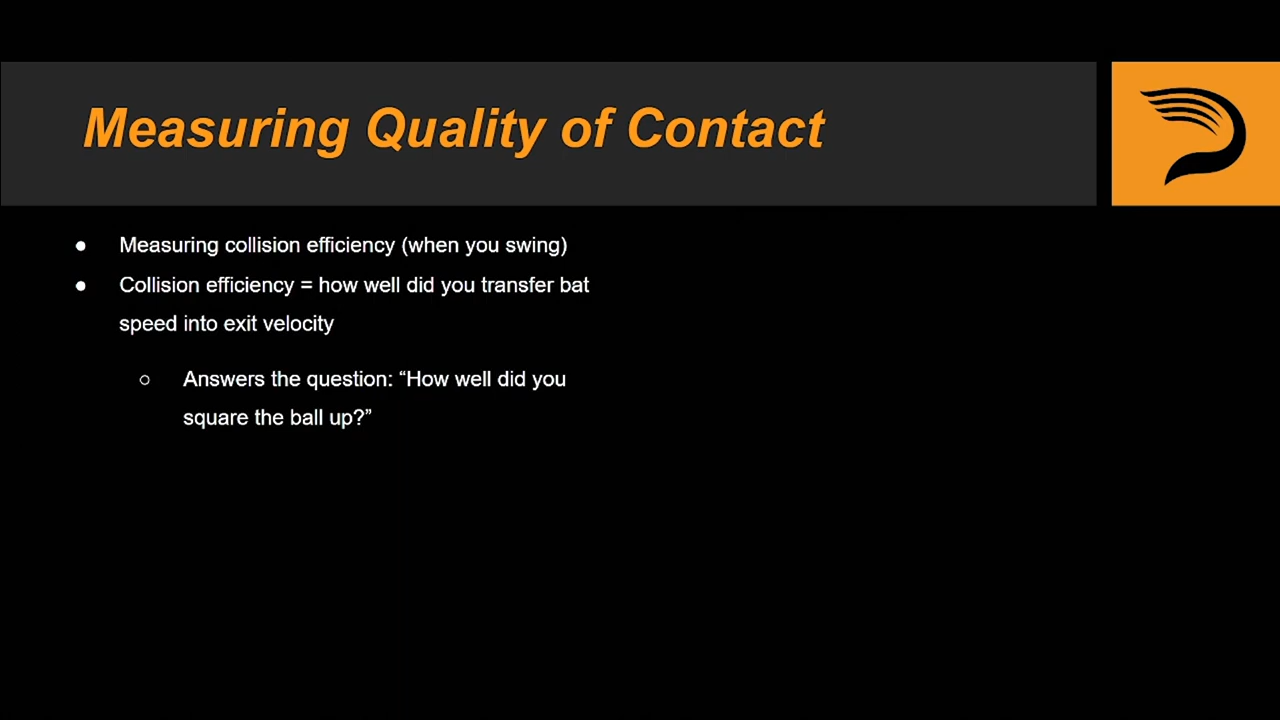 Measuring Quality of Contact
● Measuring collision efficiency (when you swing)
● Collision efficiency = how well did you transfer bat
speed into exit velocity
○ Answers the question: “How well did you
square the ball up?”